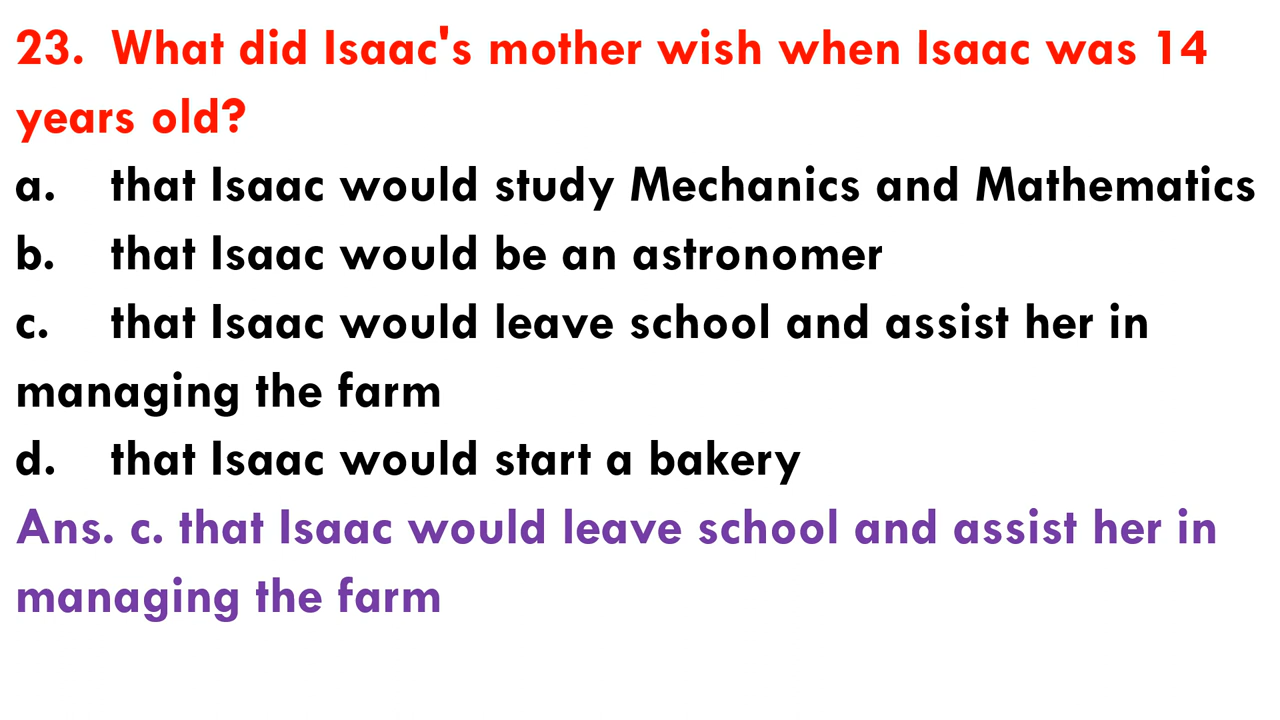 23. What did Isaac's mother wish when Isaac was 14
years old?
a. that Isaac would study Mechanics and Mathematics
b. that Isaac would be an astronomer
c. that Isaac would leave school and assist her in
managing the farm
d. that Isaac would start a bakery
Ans. c. that Isaac would leave school and assist her in
managing the farm